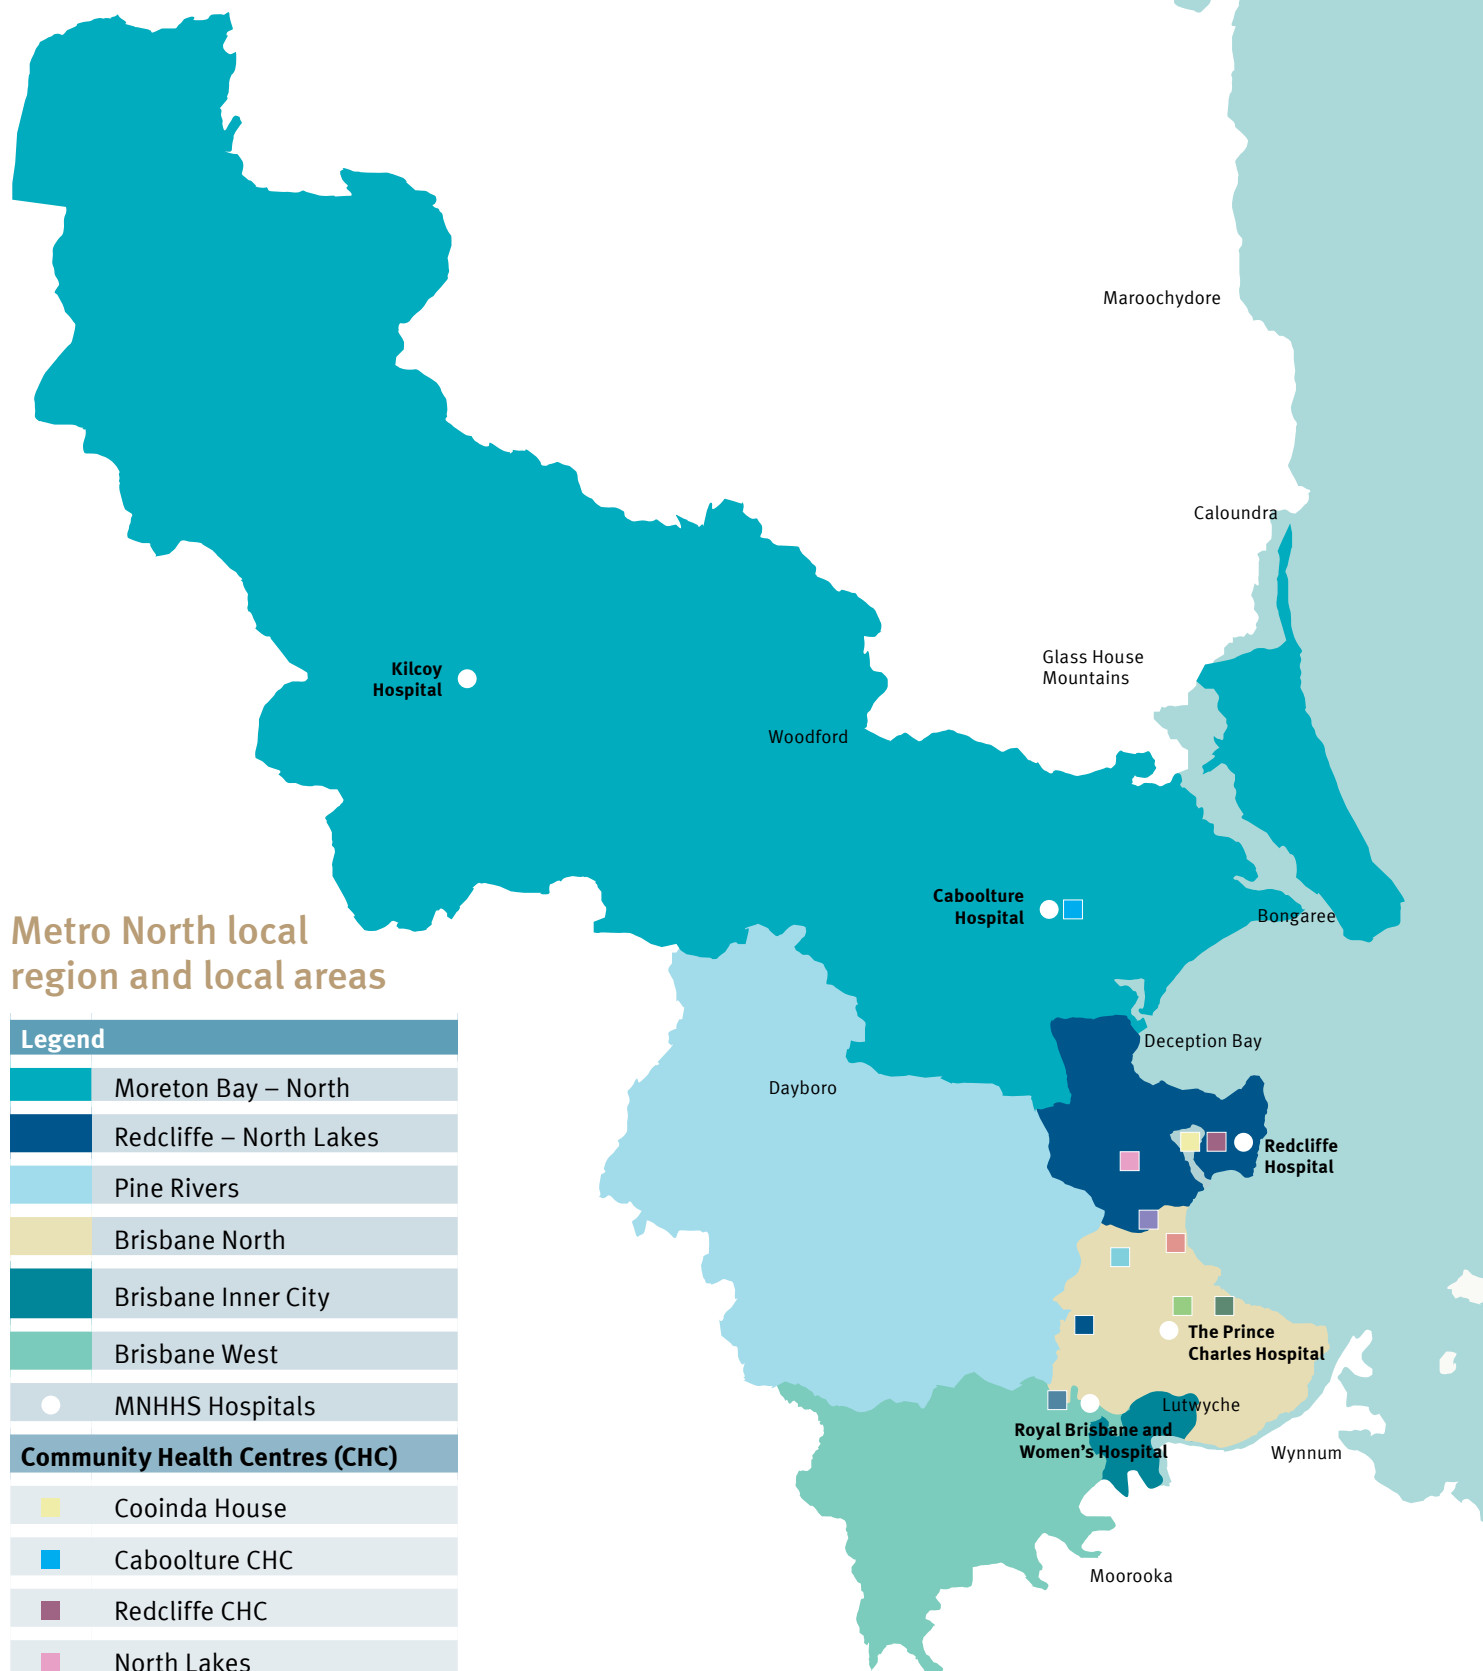 Maroochydore
Caloundra
Glass House
Mountains
Kilcoy
Hospital
Woodford
Caboolture
Hospital
Bongaree
Deception Bay
Dayboro
Redcliffe
Hospital
The Prince
Charles Hospital
Lutwyche
Royal Brisbane and
Women's Hospital
Wynnum
Moorooka
Metro North local
region and local areas
Legend
Moreton Bay – North
Redcliffe – North Lakes
Pine Rivers
Brisbane North
Brisbane Inner City
Brisbane West
MNHHS Hospitals
Community Health Centres (CHC)
Cooinda House
Caboolture CHC
Redcliffe CHC
North Lakes